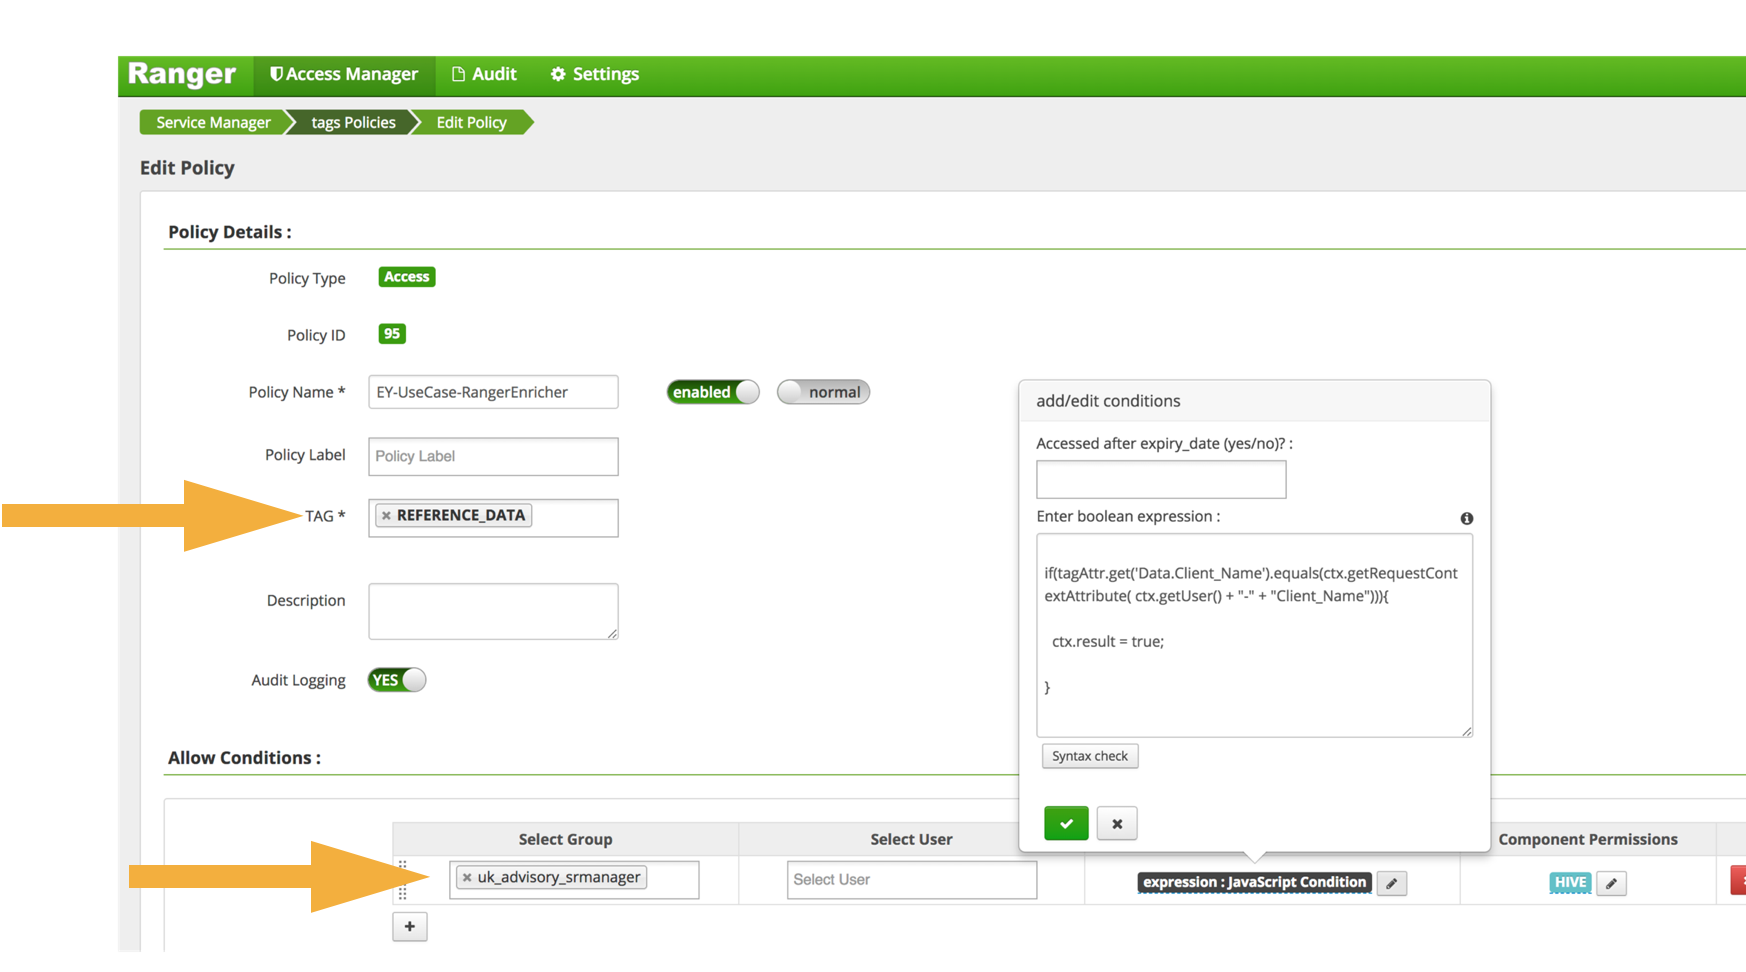 Ranger Access Manager Audit Settings
Service Manager tags Policies Edit Policy
Edit Policy
Policy Details :
Policy Type Access
Policy ID 95
Policy Name * EY-UseCase-RangerEnricher enabled normal
Policy Label Policy Label
TAG * × REFERENCE_DATA
Description
Audit Logging YES
add/edit conditions
Accessed after expiry_date (yes/no)? :
Enter boolean expression :
if(tagAttr.get('Data.Client_Name').equals(ctx.getRequestCont
extAttribute( ctx.getUser() + "-" + "Client_Name"))){
ctx.result = true;
}
Syntax check
Allow Conditions :
Select Group Select User Component Permissions
× uk_advisory_srmanager Select User expression : JavaScript Condition HIVE
+